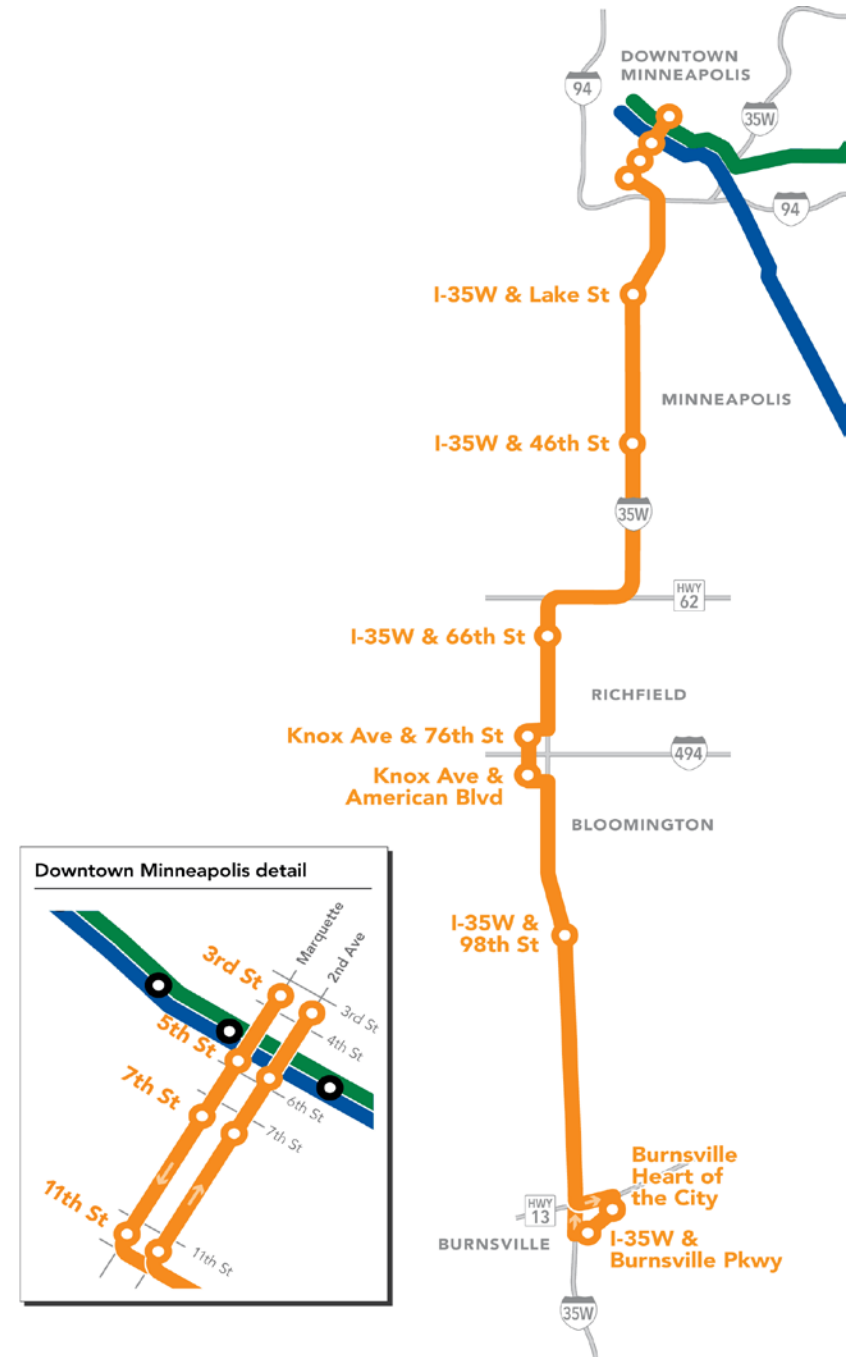 DOWNTOWN
MINNEAPOLIS
94
35W
94
I-35W & Lake St
MINNEAPOLIS
I-35W & 46th St
35W
HWY
62
I-35W & 66th St
RICHFIELD
Knox Ave & 76th St
494
Knox Ave &
American Blvd
BLOOMINGTON
Downtown Minneapolis detail
Marquette
2nd Ave
3rd St
3rd St
4th St
5th St
6th St
7th St
7th St
11th St
11th St
I-35W &
98th St
Burnsville
Heart of
the City
HWY
13
BURNSVILLE
I-35W &
Burnsville Pkwy
35W